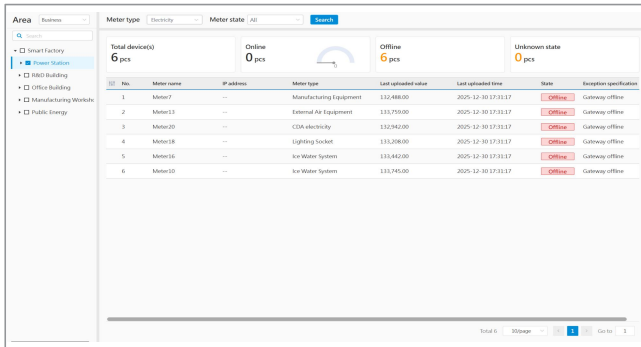 Area Business Meter type Electricity Meter state All Search
Search
Smart Factory
Power Station
R&D Building
Office Building
Manufacturing Worksho
Public Energy
Total device(s) Online Offline Unknown state
6 pcs 0 pcs 6 pcs 0 pcs
No. Meter name IP address Meter type Last uploaded value Last uploaded time State Exception specification
1 Meter7 -- Manufacturing Equipment 132,488.00 2025-12-30 17:31:17 Offline Gateway offline
2 Meter13 -- External Air Equipment 133,759.00 2025-12-30 17:31:17 Offline Gateway offline
3 Meter20 -- CDA electricity 132,942.00 2025-12-30 17:31:17 Offline Gateway offline
4 Meter18 -- Lighting Socket 133,208.00 2025-12-30 17:31:17 Offline Gateway offline
5 Meter16 -- Ice Water System 133,442.00 2025-12-30 17:31:17 Offline Gateway offline
6 Meter10 -- Ice Water System 133,745.00 2025-12-30 17:31:17 Offline Gateway offline
Total 6 10/page < 1 > Go to 1